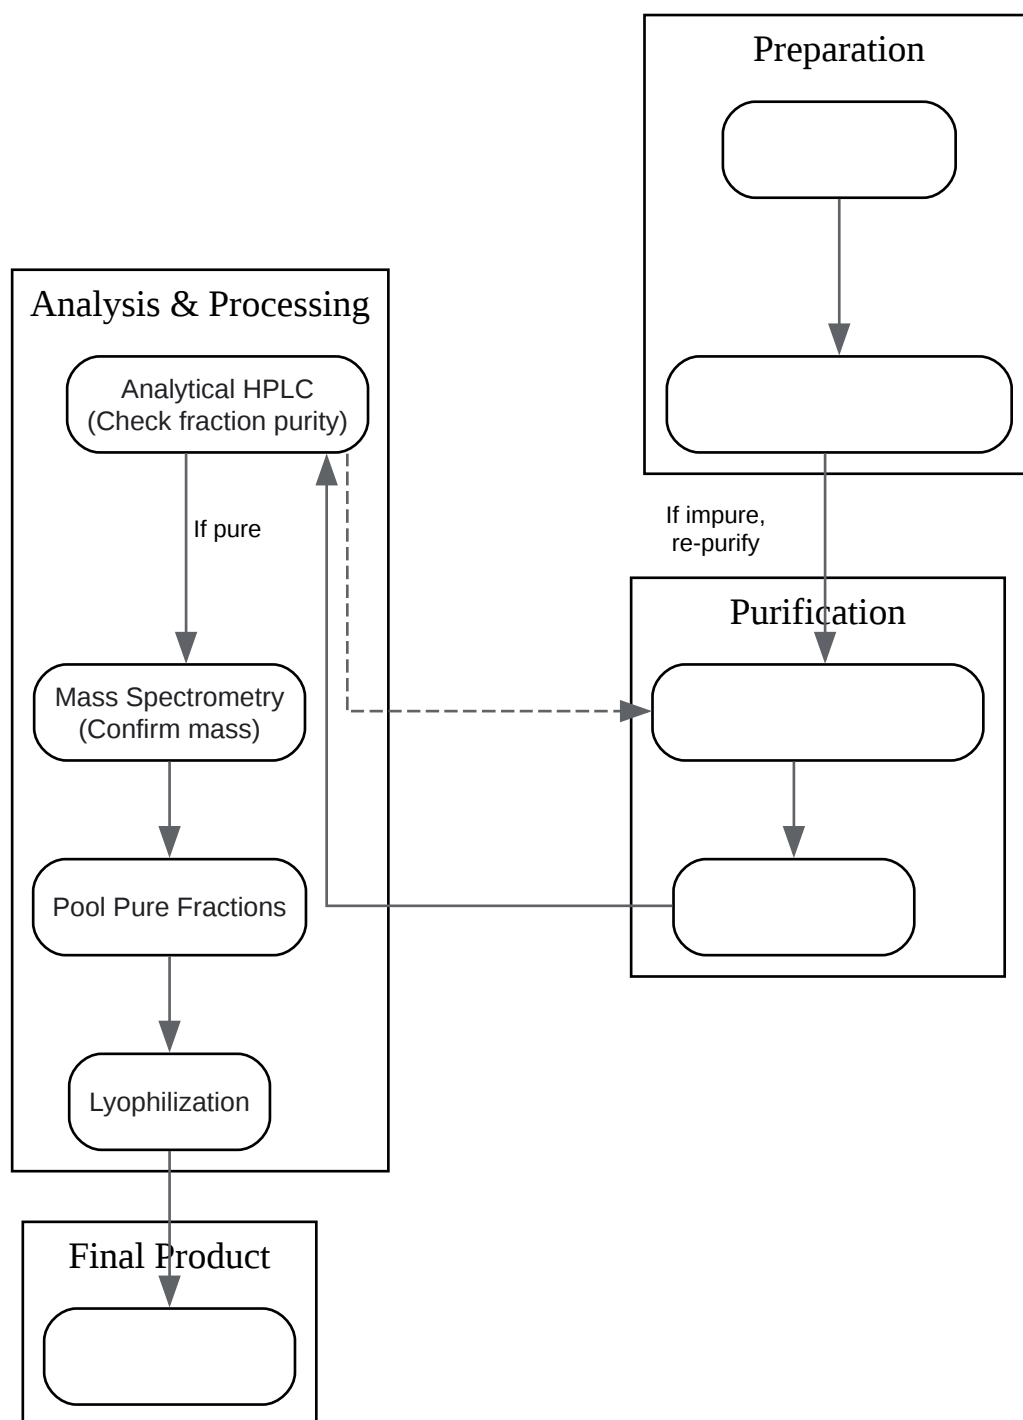 Preparation
Analysis & Processing
Analytical HPLC
(Check fraction purity)
If pure
If impure,
re-purify
Purification
Mass Spectrometry
(Confirm mass)
Pool Pure Fractions
Lyophilization
Final Product